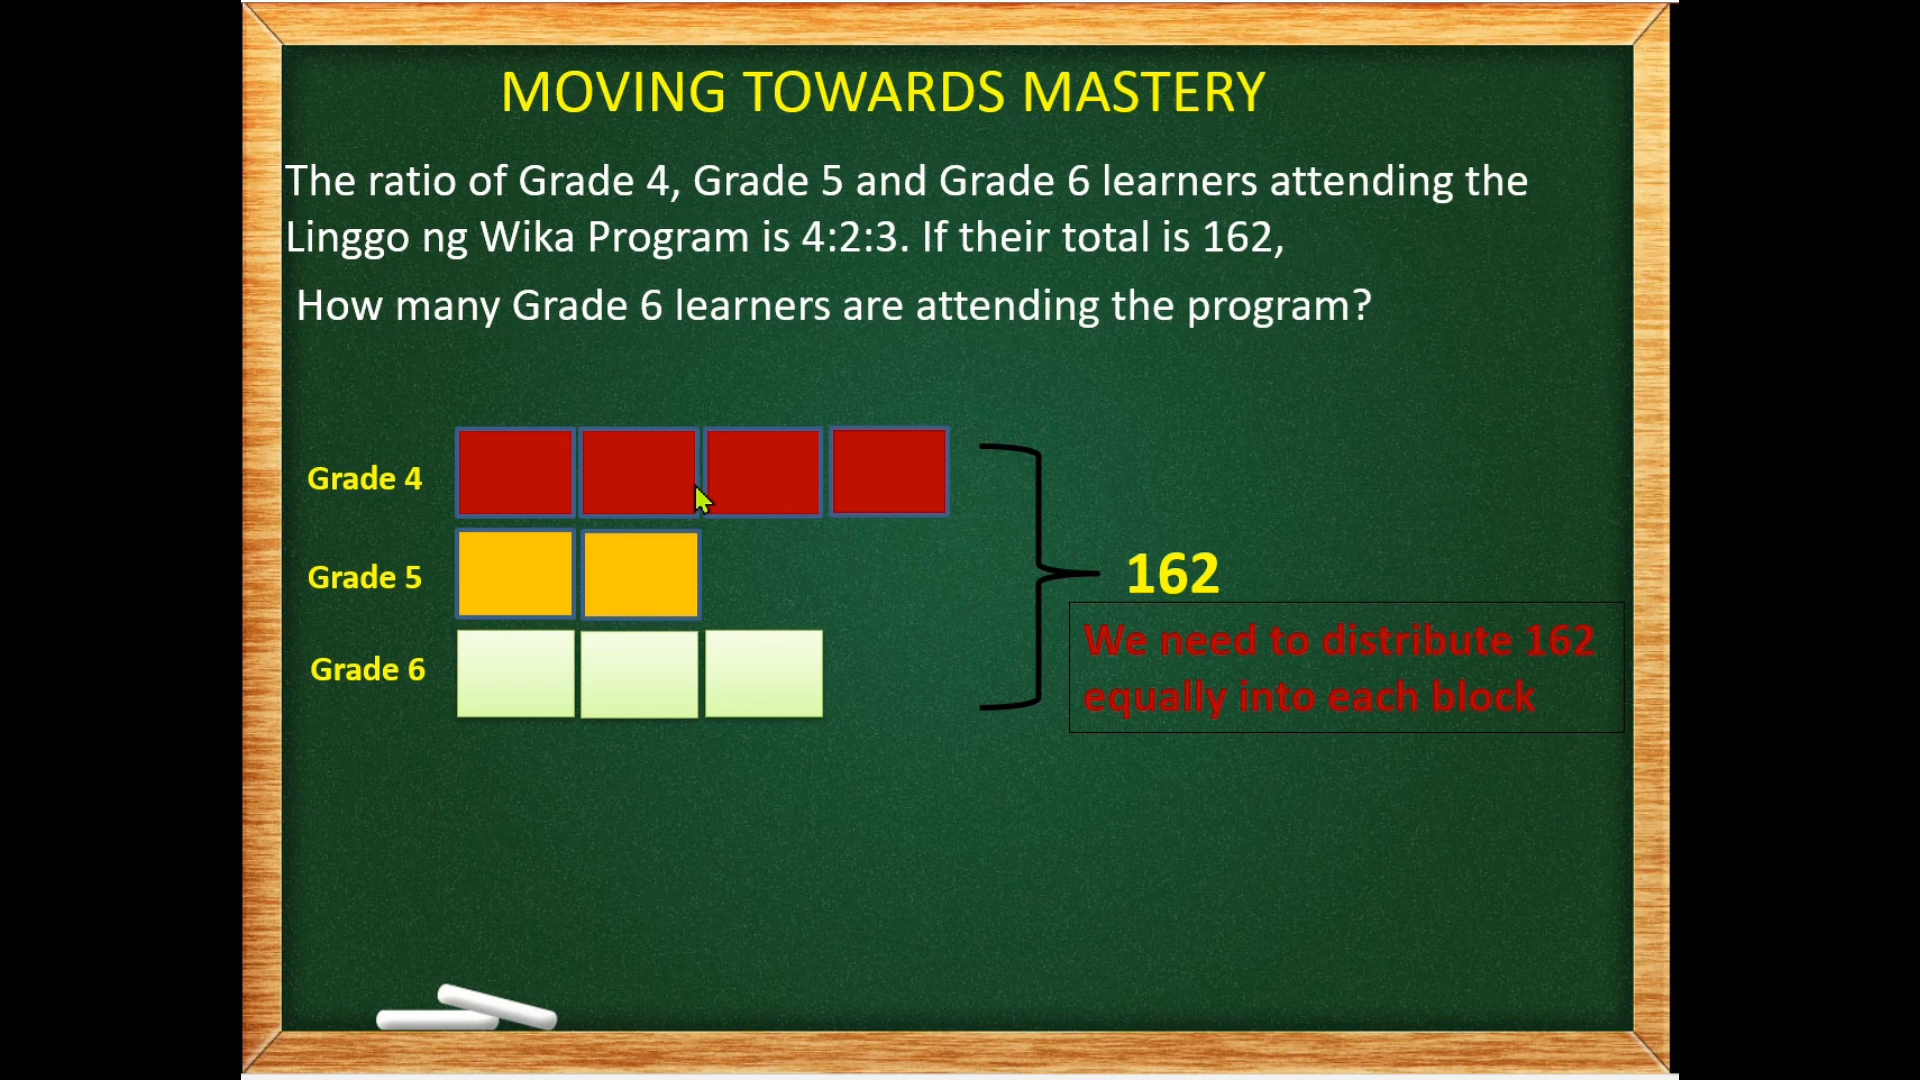 MOVING TOWARDS MASTERY
The ratio of Grade 4, Grade 5 and Grade 6 learners attending the
Linggo ng Wika Program is 4:2:3. If their total is 162,
How many Grade 6 learners are attending the program?
Grade 4
Grade 5
Grade 6
162
We need to distribute 162
equally into each block